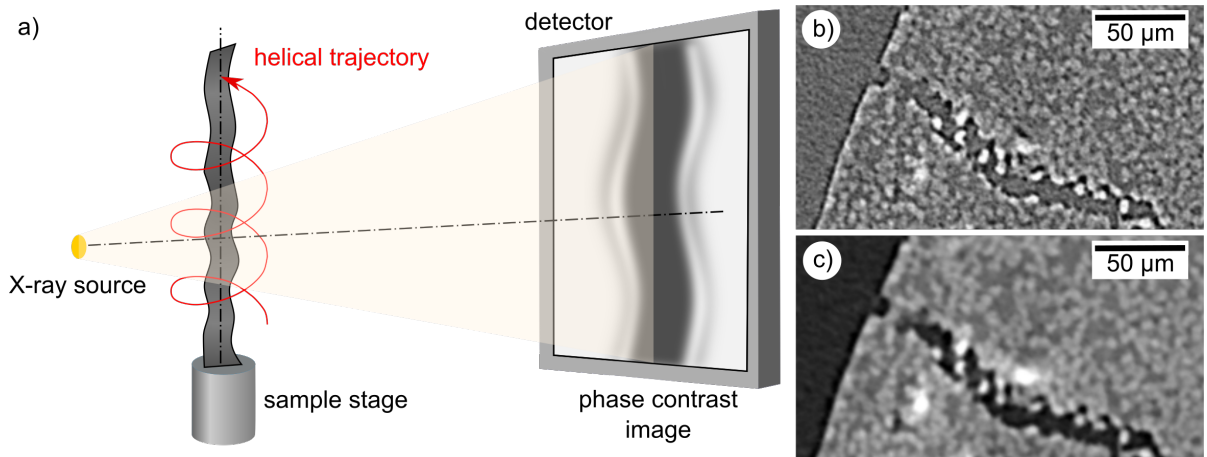 a)
detector
helical trajectory
X-ray source
sample stage
phase contrast
image
b)
50 µm
c)
50 µm